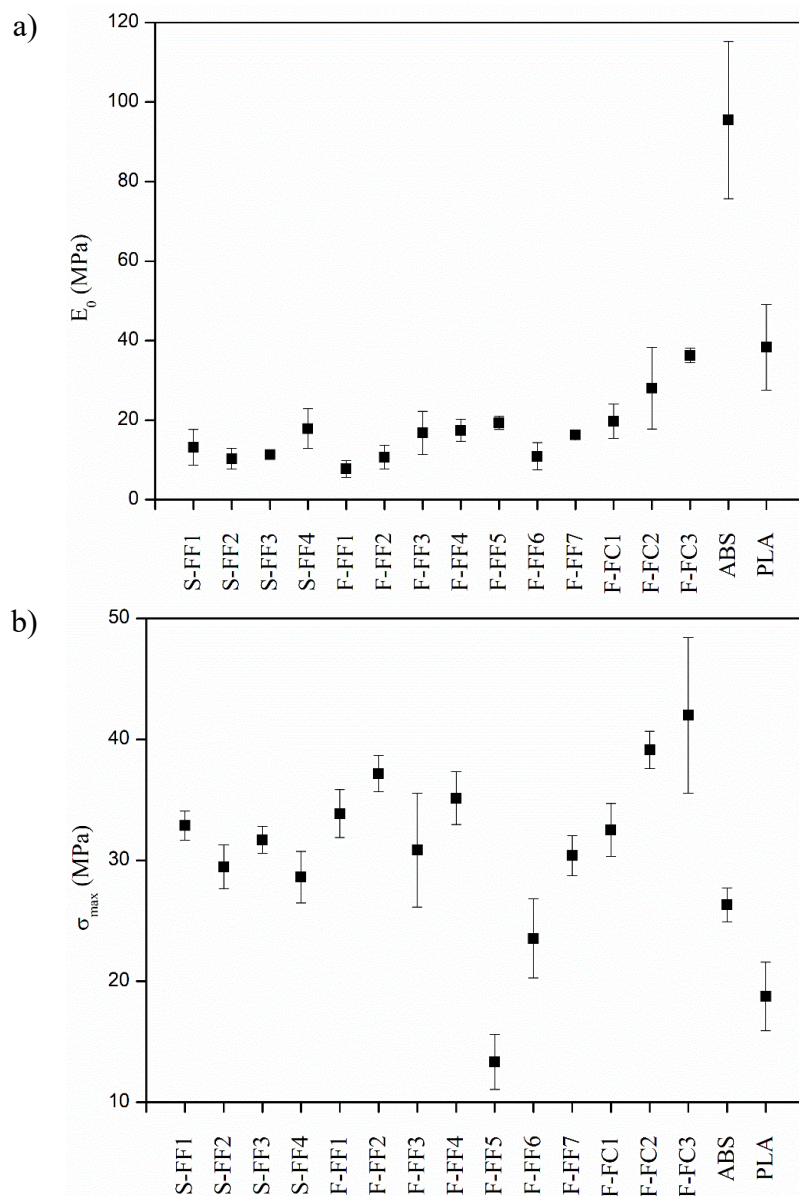 a)
120
100
80
60
40
20
0
E₀ (MPa)
S-FF1
S-FF2
S-FF3
S-FF4
F-FF1
F-FF2
F-FF3
F-FF4
F-FF5
F-FF6
F-FF7
F-FC1
F-FC2
F-FC3
ABS
PLA
b)
50
40
30
20
10
σmax (MPa)
S-FF1
S-FF2
S-FF3
S-FF4
F-FF1
F-FF2
F-FF3
F-FF4
F-FF5
F-FF6
F-FF7
F-FC1
F-FC2
F-FC3
ABS
PLA